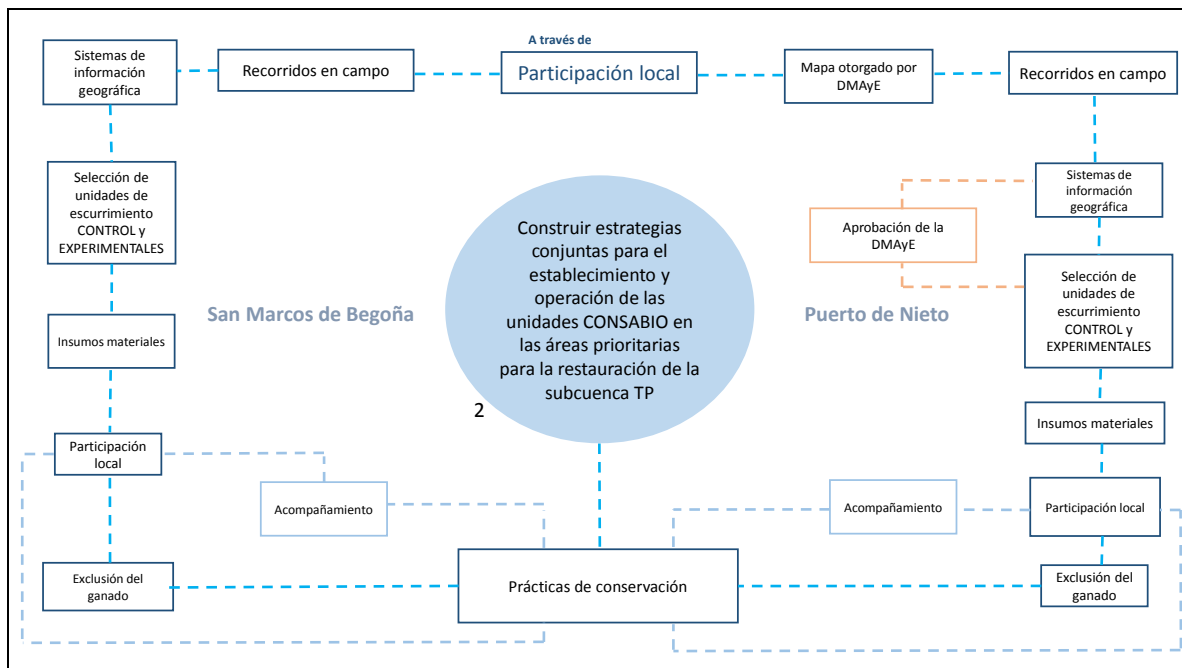 A través de
Sistemas de
información
geográfica
Recorridos en campo
Participación local
Mapa otorgado por
DMAyE
Recorridos en campo
Selección de
unidades de
escurrimiento
CONTROL y
EXPERIMENTALES
Sistemas de
información
geográfica
Aprobación de la
DMAyE
Construir estrategias
conjuntas para el
establecimiento y
operación de las
unidades CONSABIO en
las áreas prioritarias
para la restauración de la
subcuenca TP
2
San Marcos de Begoña
Puerto de Nieto
Selección de
unidades de
escurrimiento
CONTROL y
EXPERIMENTALES
Insumos materiales
Insumos materiales
Participación
local
Acompañamiento
Acompañamiento
Participación local
Exclusión del
ganado
Prácticas de conservación
Exclusión del
ganado